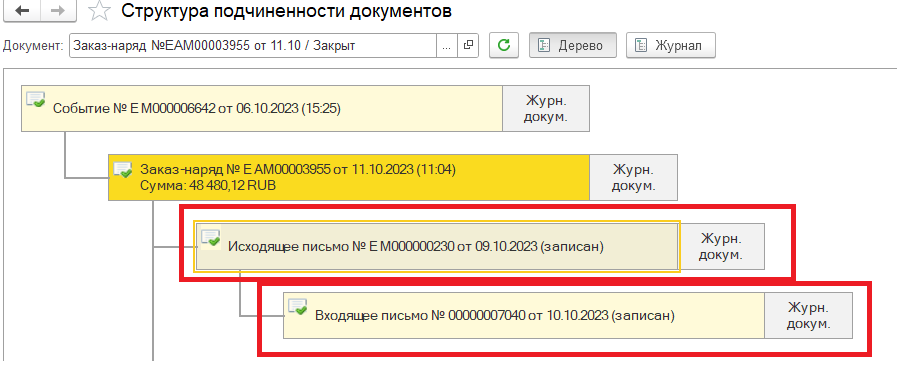 Структура подчиненности документов
Документ: Заказ-наряд №ЕАМ00003955 от 11.10 / Закрыт ... Дерево Журнал
Событие № Е М000006642 от 06.10.2023 (15:25)
Журн.
докум.
Заказ-наряд № Е АМ00003955 от 11.10.2023 (11:04)
Сумма: 48 480,12 RUB
Журн.
докум.
Исходящее письмо № Е М000000230 от 09.10.2023 (записан)
Журн.
докум.
Входящее письмо № 00000007040 от 10.10.2023 (записан)
Журн.
докум.